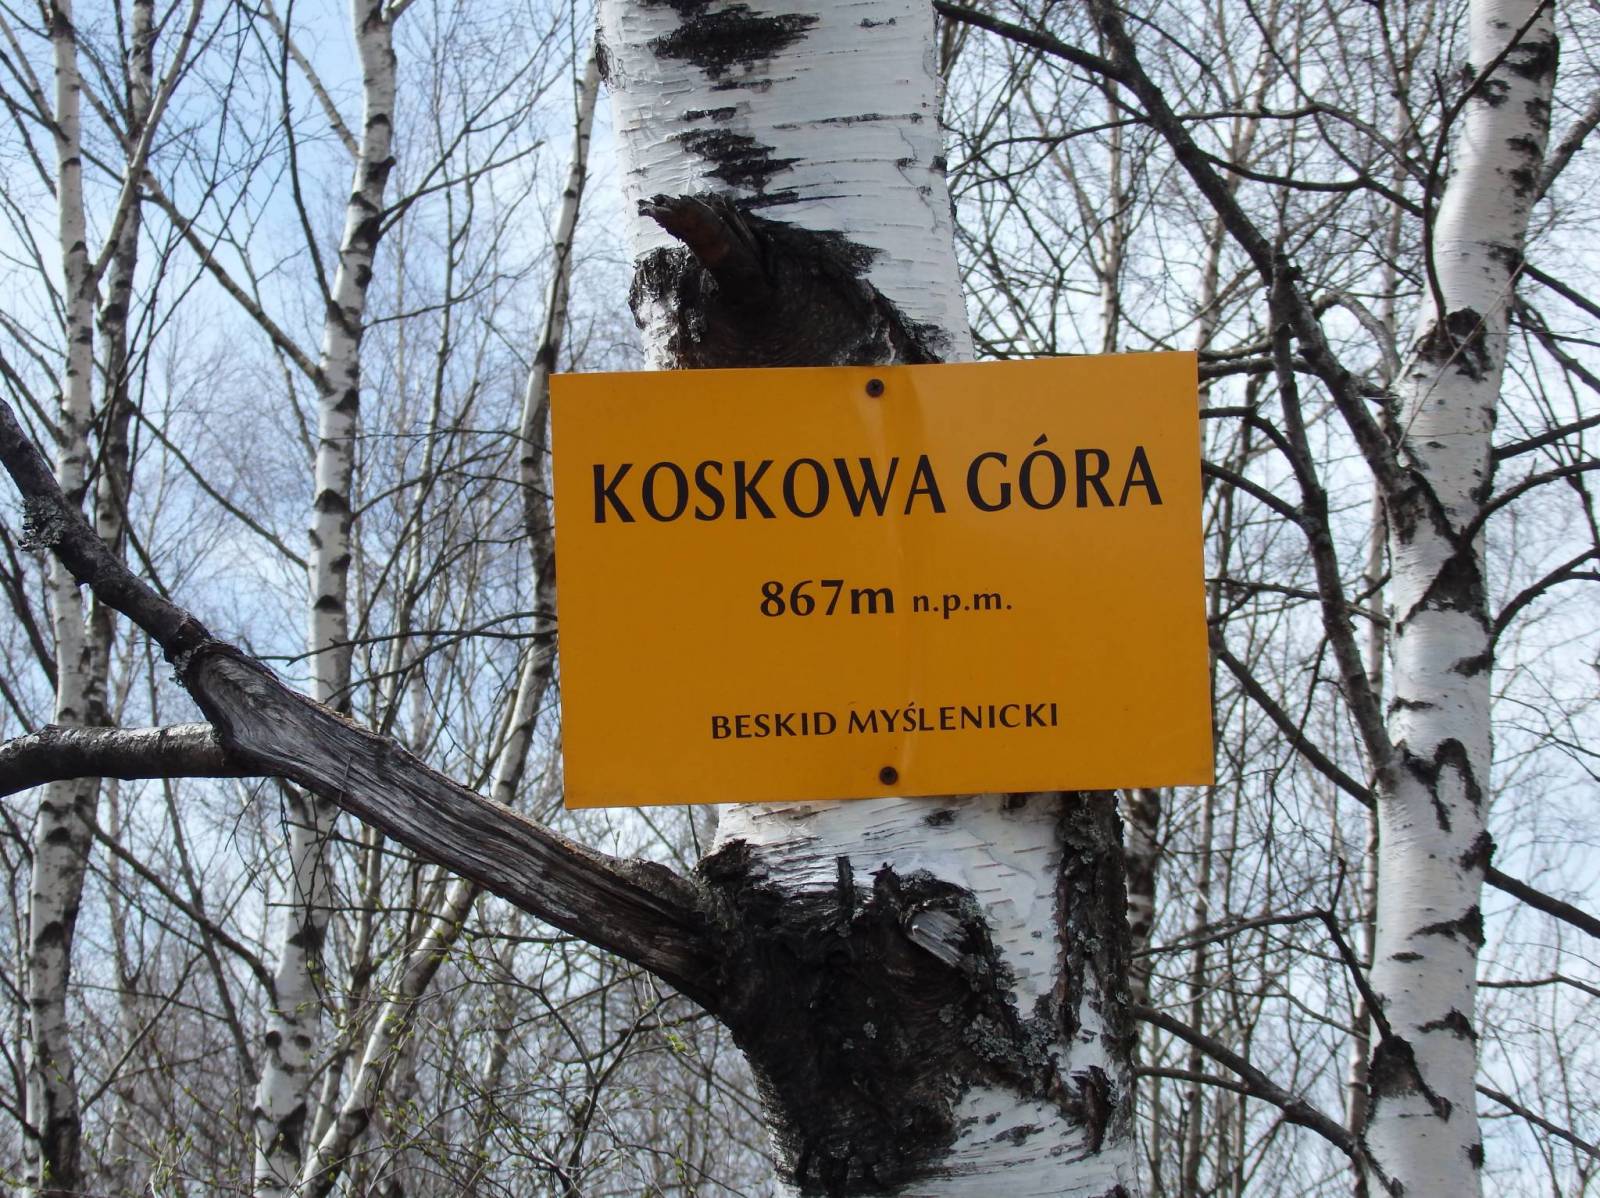 KOSKOWA GÓRA
867m n.p.m.
BESKID MYŚLENICKI